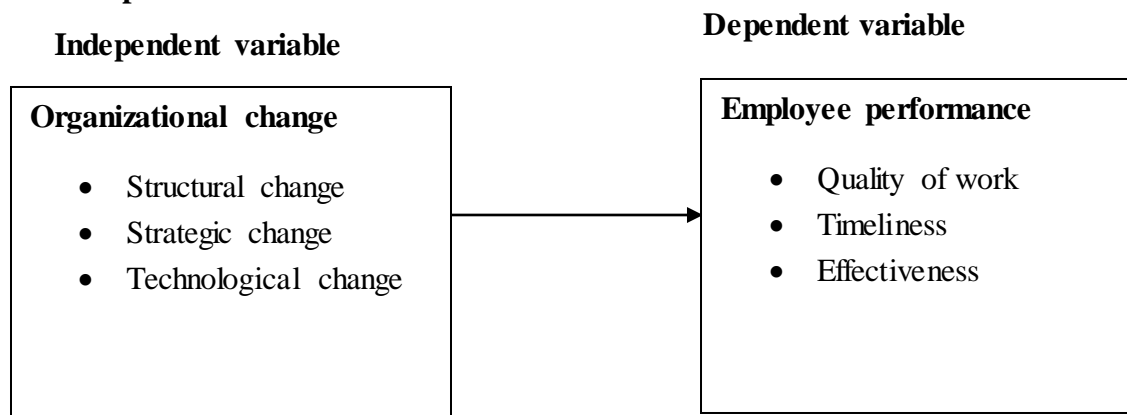 Independent variable
Dependent variable
Organizational change
• Structural change
• Strategic change
• Technological change
Employee performance
• Quality of work
• Timeliness
• Effectiveness